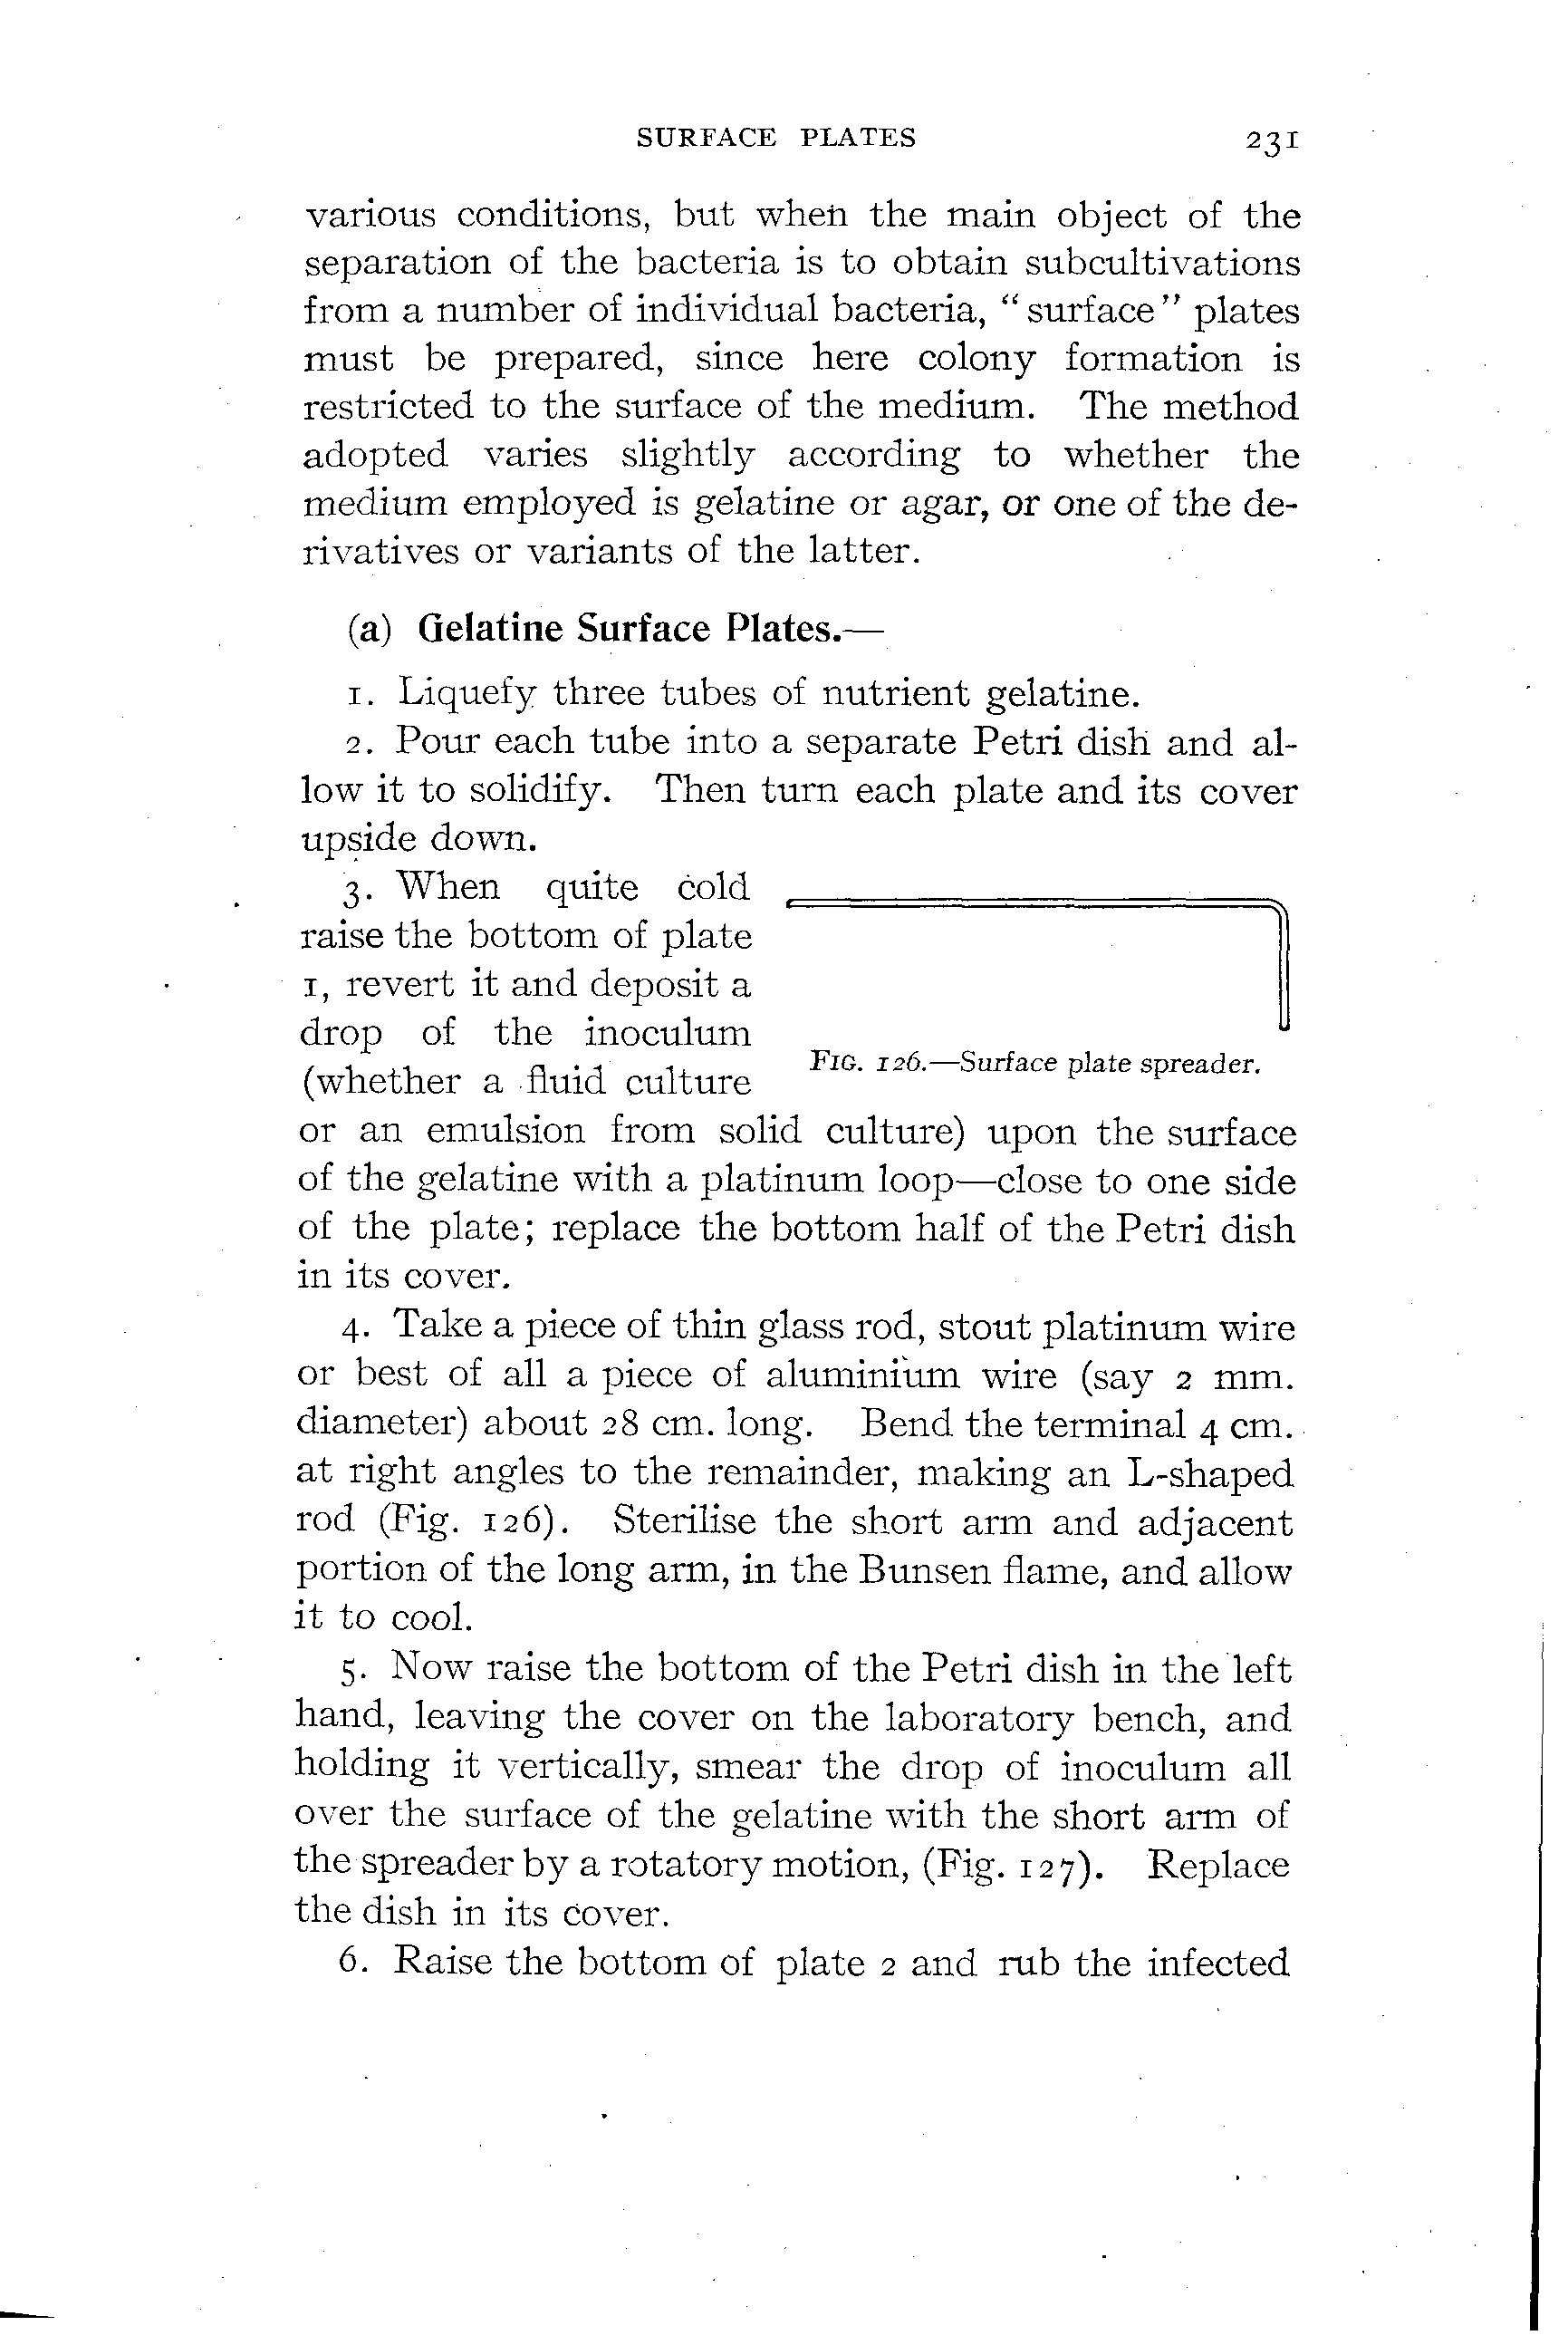 SURFACE PLATES 231
various conditions, but when the main object of the
separation of the bacteria is to obtain subcultivations
from a number of individual bacteria, “surface” plates
must be prepared, since here colony formation is
restricted to the surface of the medium. The method
adopted varies slightly according to whether the
medium employed is gelatine or agar, or one of the de-
rivatives or variants of the latter.
(a) Gelatine Surface Plates.—
1. Liquefy three tubes of nutrient gelatine.
2. Pour each tube into a separate Petri dish and al-
low it to solidify. Then turn each plate and its cover
upside down.
3. When quite cold
raise the bottom of plate
1, revert it and deposit a
drop of the inoculum
(whether a fluid culture
FIG. 126.—Surface plate spreader.
or an emulsion from solid culture) upon the surface
of the gelatine with a platinum loop—close to one side
of the plate; replace the bottom half of the Petri dish
in its cover.
4. Take a piece of thin glass rod, stout platinum wire
or best of all a piece of aluminium wire (say 2 mm.
diameter) about 28 cm. long. Bend the terminal 4 cm.
at right angles to the remainder, making an L-shaped
rod (Fig. 126). Sterilise the short arm and adjacent
portion of the long arm, in the Bunsen flame, and allow
it to cool.
5. Now raise the bottom of the Petri dish in the left
hand, leaving the cover on the laboratory bench, and
holding it vertically, smear the drop of inoculum all
over the surface of the gelatine with the short arm of
the spreader by a rotatory motion, (Fig. 127). Replace
the dish in its cover.
6. Raise the bottom of plate 2 and rub the infected